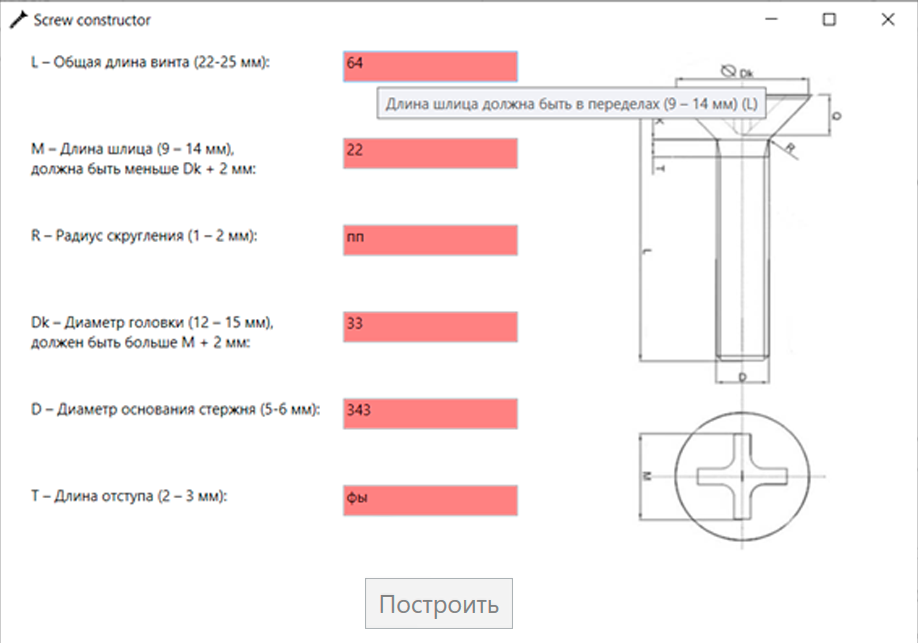 Screw constructor
L – Общая длина винта (22-25 мм):
64
Длина шлица должна быть в переделах (9 – 14 мм) (L)
М – Длина шлица (9 – 14 мм),
должна быть меньше Dk + 2 мм:
22
R – Радиус скругления (1 – 2 мм):
пп
Dk – Диаметр головки (12 – 15 мм),
должен быть больше М + 2 мм:
33
D – Диаметр основания стержня (5-6 мм):
343
Т – Длина отступа (2 – 3 мм):
фы
Построить
Dk
Q
K
R
T
L
D
M